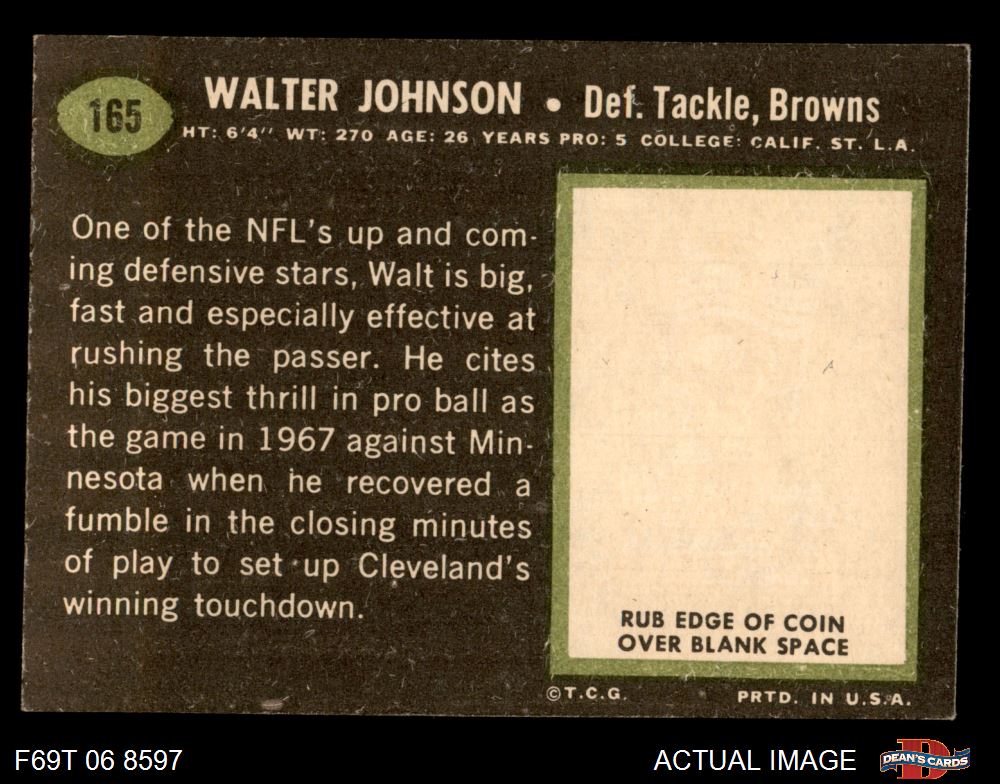 165
WALTER JOHNSON • Def. Tackle, Browns
HT: 6'4" WT: 270 AGE: 26 YEARS PRO: 5 COLLEGE: CALIF. ST. L.A.
One of the NFL's up and com-
ing defensive stars, Walt is big,
fast and especially effective at
rushing the passer. He cites
his biggest thrill in pro ball as
the game in 1967 against Min-
nesota when he recovered a
fumble in the closing minutes
of play to set up Cleveland's
winning touchdown.
RUB EDGE OF COIN
OVER BLANK SPACE
©T.C.G. PRTD. IN U.S.A.
F69T 06 8597 ACTUAL IMAGE DEAN'S CARDS